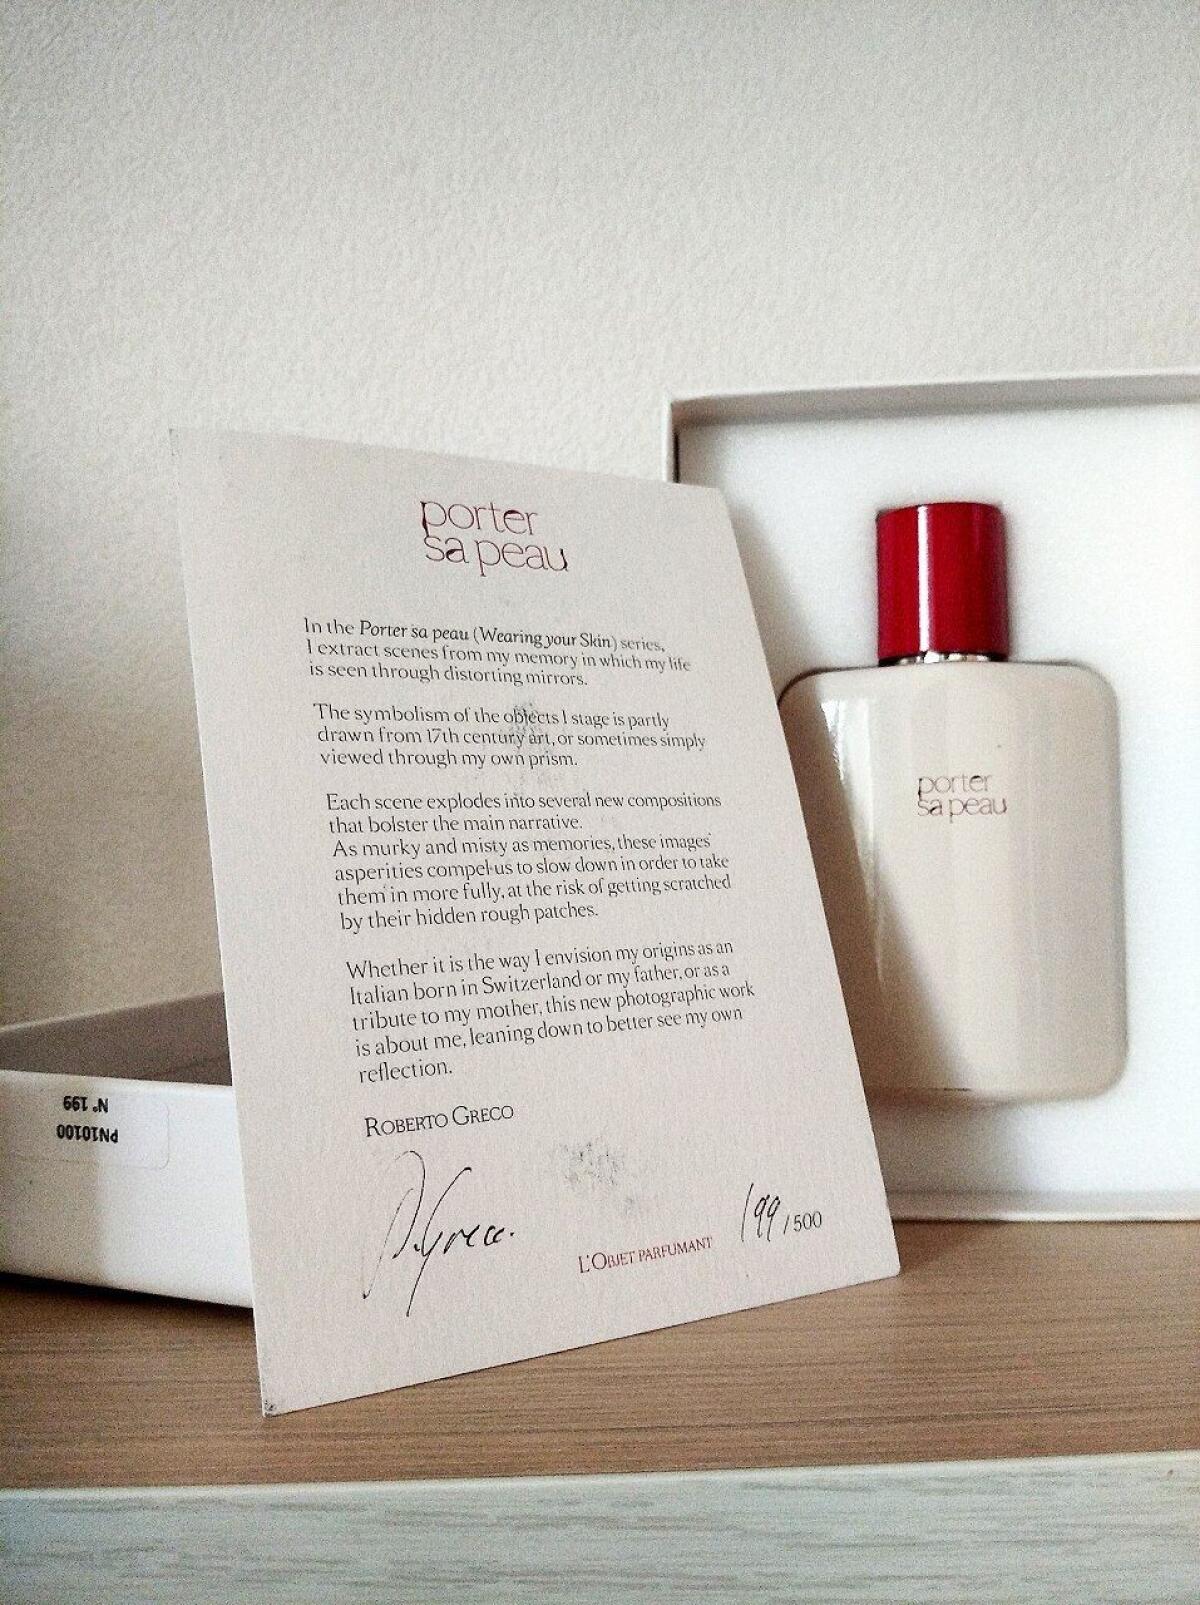 porter
sa peau
In the Porter sa peau (Wearing your Skin) series,
I extract scenes from my memory in which my life
is seen through distorting mirrors.
The symbolism of the objects I stage is partly
drawn from 17th century art, or sometimes simply
viewed through my own prism.
Each scene explodes into several new compositions
that bolster the main narrative.
As murky and misty as memories, these images'
asperities compel us to slow down in order to take
them in more fully, at the risk of getting scratched
by their hidden rough patches.
Whether it is the way I envision my origins as an
Italian born in Switzerland or my father, or as a
tribute to my mother, this new photographic work
is about me, leaning down to better see my own
reflection.
ROBERTO GRECO
R. Greco.
L'OBJET PARFUMANT
199/500
porter
sa peau
PN10100
N° 199